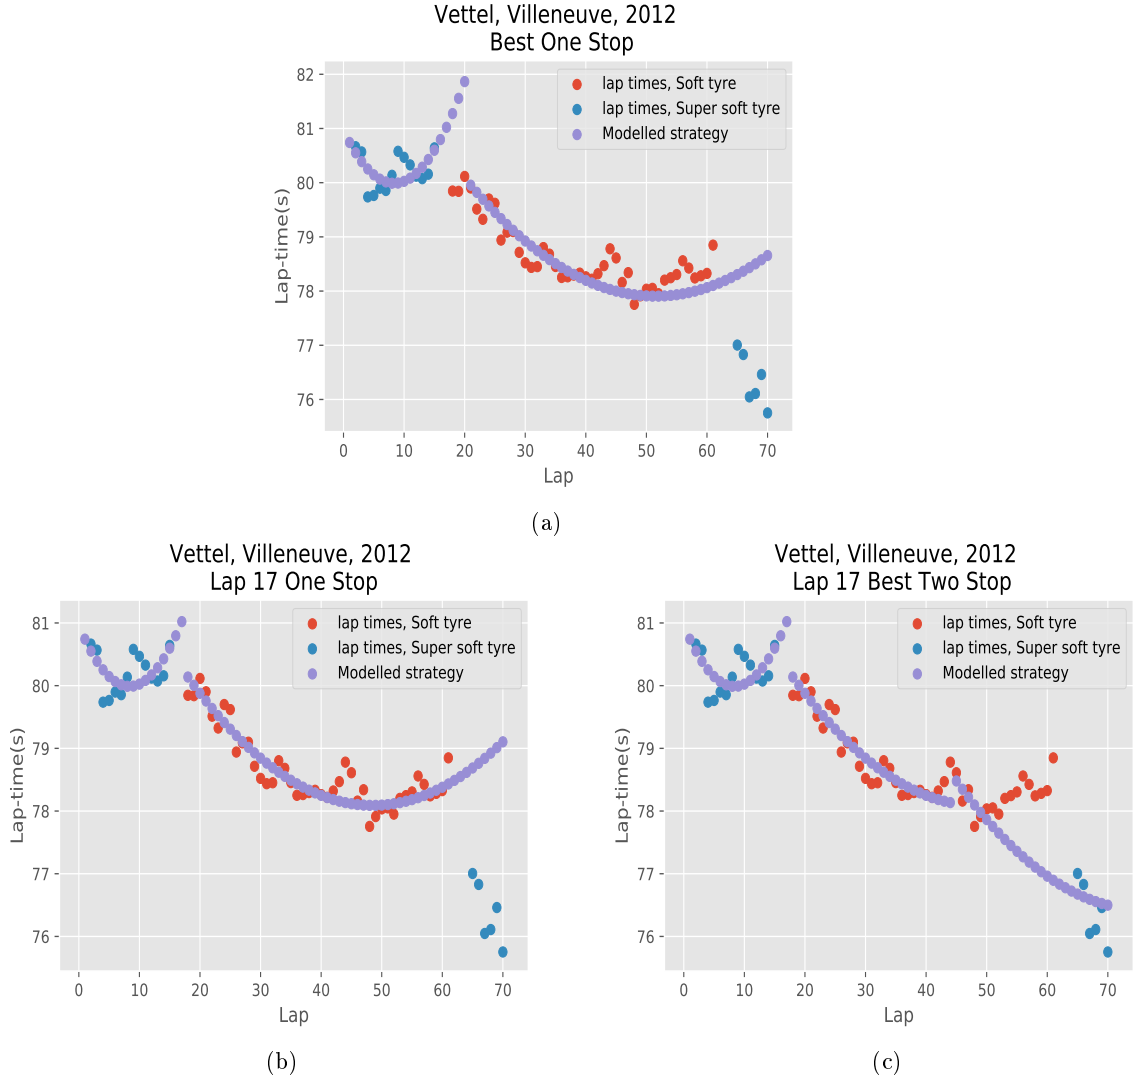 Vettel, Villeneuve, 2012
Best One Stop
82
81
80
79
78
77
76
Lap-time(s)
lap times, Soft tyre
lap times, Super soft tyre
Modelled strategy
0 10 20 30 40 50 60 70
Lap
(a)
Vettel, Villeneuve, 2012
Lap 17 One Stop
81
80
79
78
77
76
Lap-time(s)
lap times, Soft tyre
lap times, Super soft tyre
Modelled strategy
0 10 20 30 40 50 60 70
Lap
(b)
Vettel, Villeneuve, 2012
Lap 17 Best Two Stop
81
80
79
78
77
76
Lap-time(s)
lap times, Soft tyre
lap times, Super soft tyre
Modelled strategy
0 10 20 30 40 50 60 70
Lap
(c)